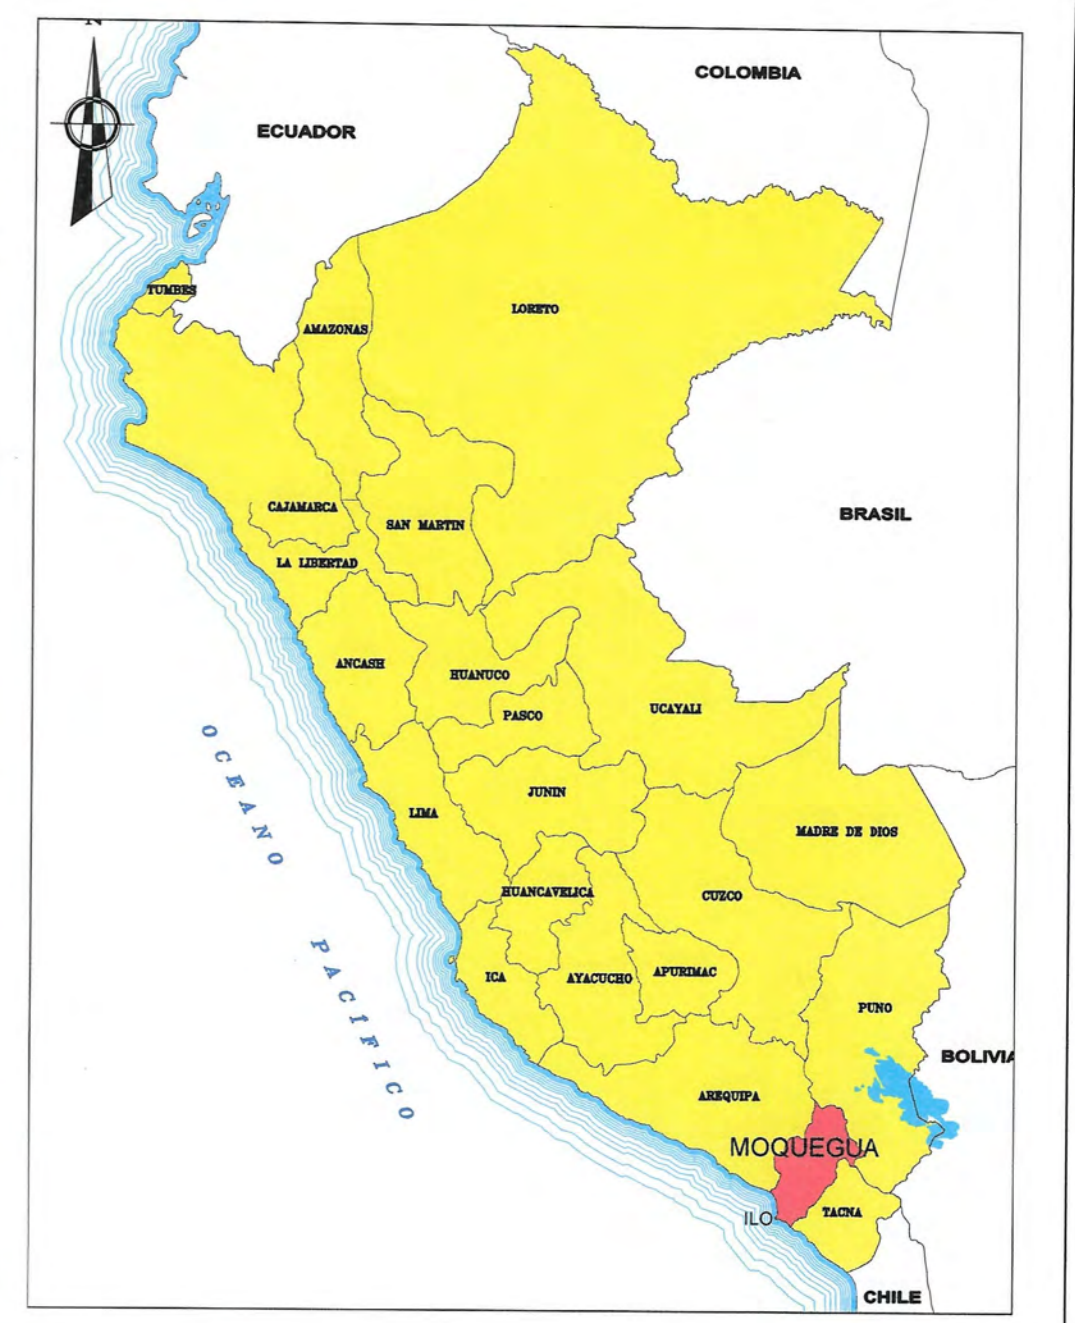 N
COLOMBIA
ECUADOR
TUMBES
LORETO
AMAZONAS
CAJAMARCA
BRASIL
SAN MARTIN
LA LIBERTAD
ANCASH
HUANUCO
UCAYALI
PASCO
OCEANO PACIFICO
JUNIN
LIMA
MADRE DE DIOS
HUANCAVELICA
CUZCO
ICA
AYACUCHO
APURIMAC
PUNO
BOLIVIA
AREQUIPA
MOQUEGUA
ILO
TACNA
CHILE